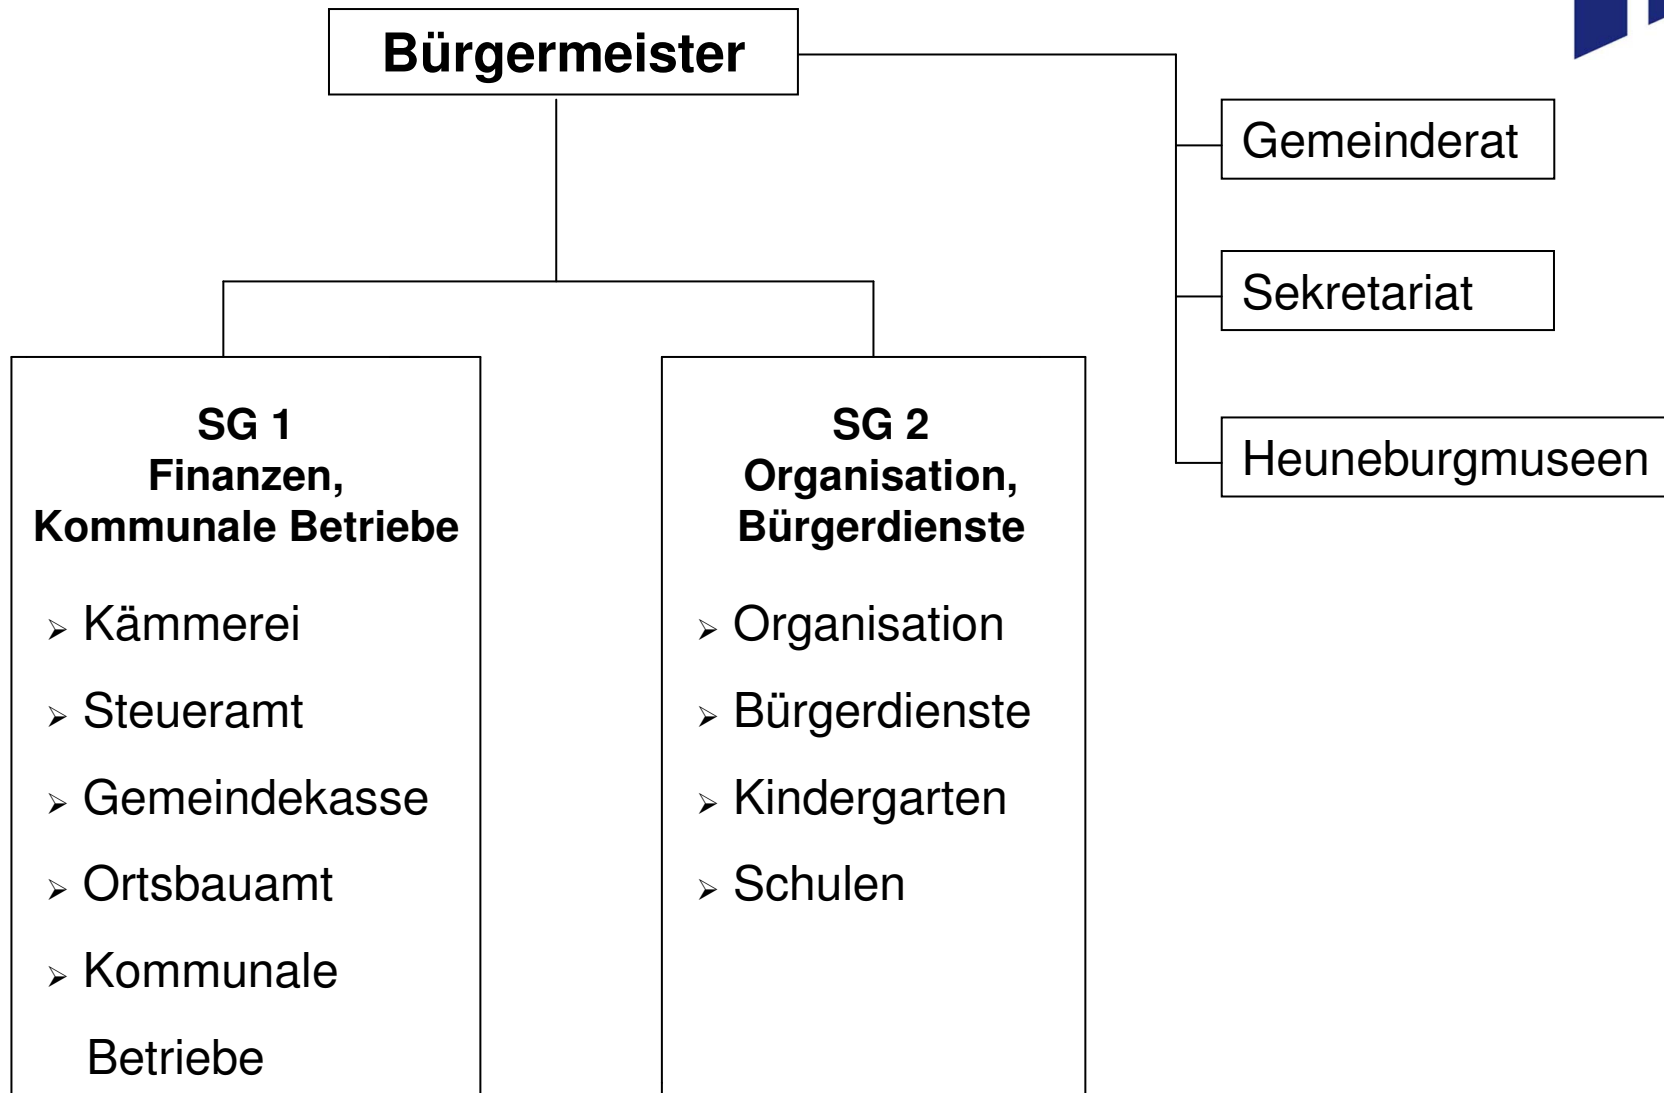 Bürgermeister
Gemeinderat
Sekretariat
Heuneburgmuseen
SG 1
Finanzen,
Kommunale Betriebe
➢ Kämmerei
➢ Steueramt
➢ Gemeindekasse
➢ Ortsbauamt
➢ Kommunale
Betriebe
SG 2
Organisation,
Bürgerdienste
➢ Organisation
➢ Bürgerdienste
➢ Kindergarten
➢ Schulen